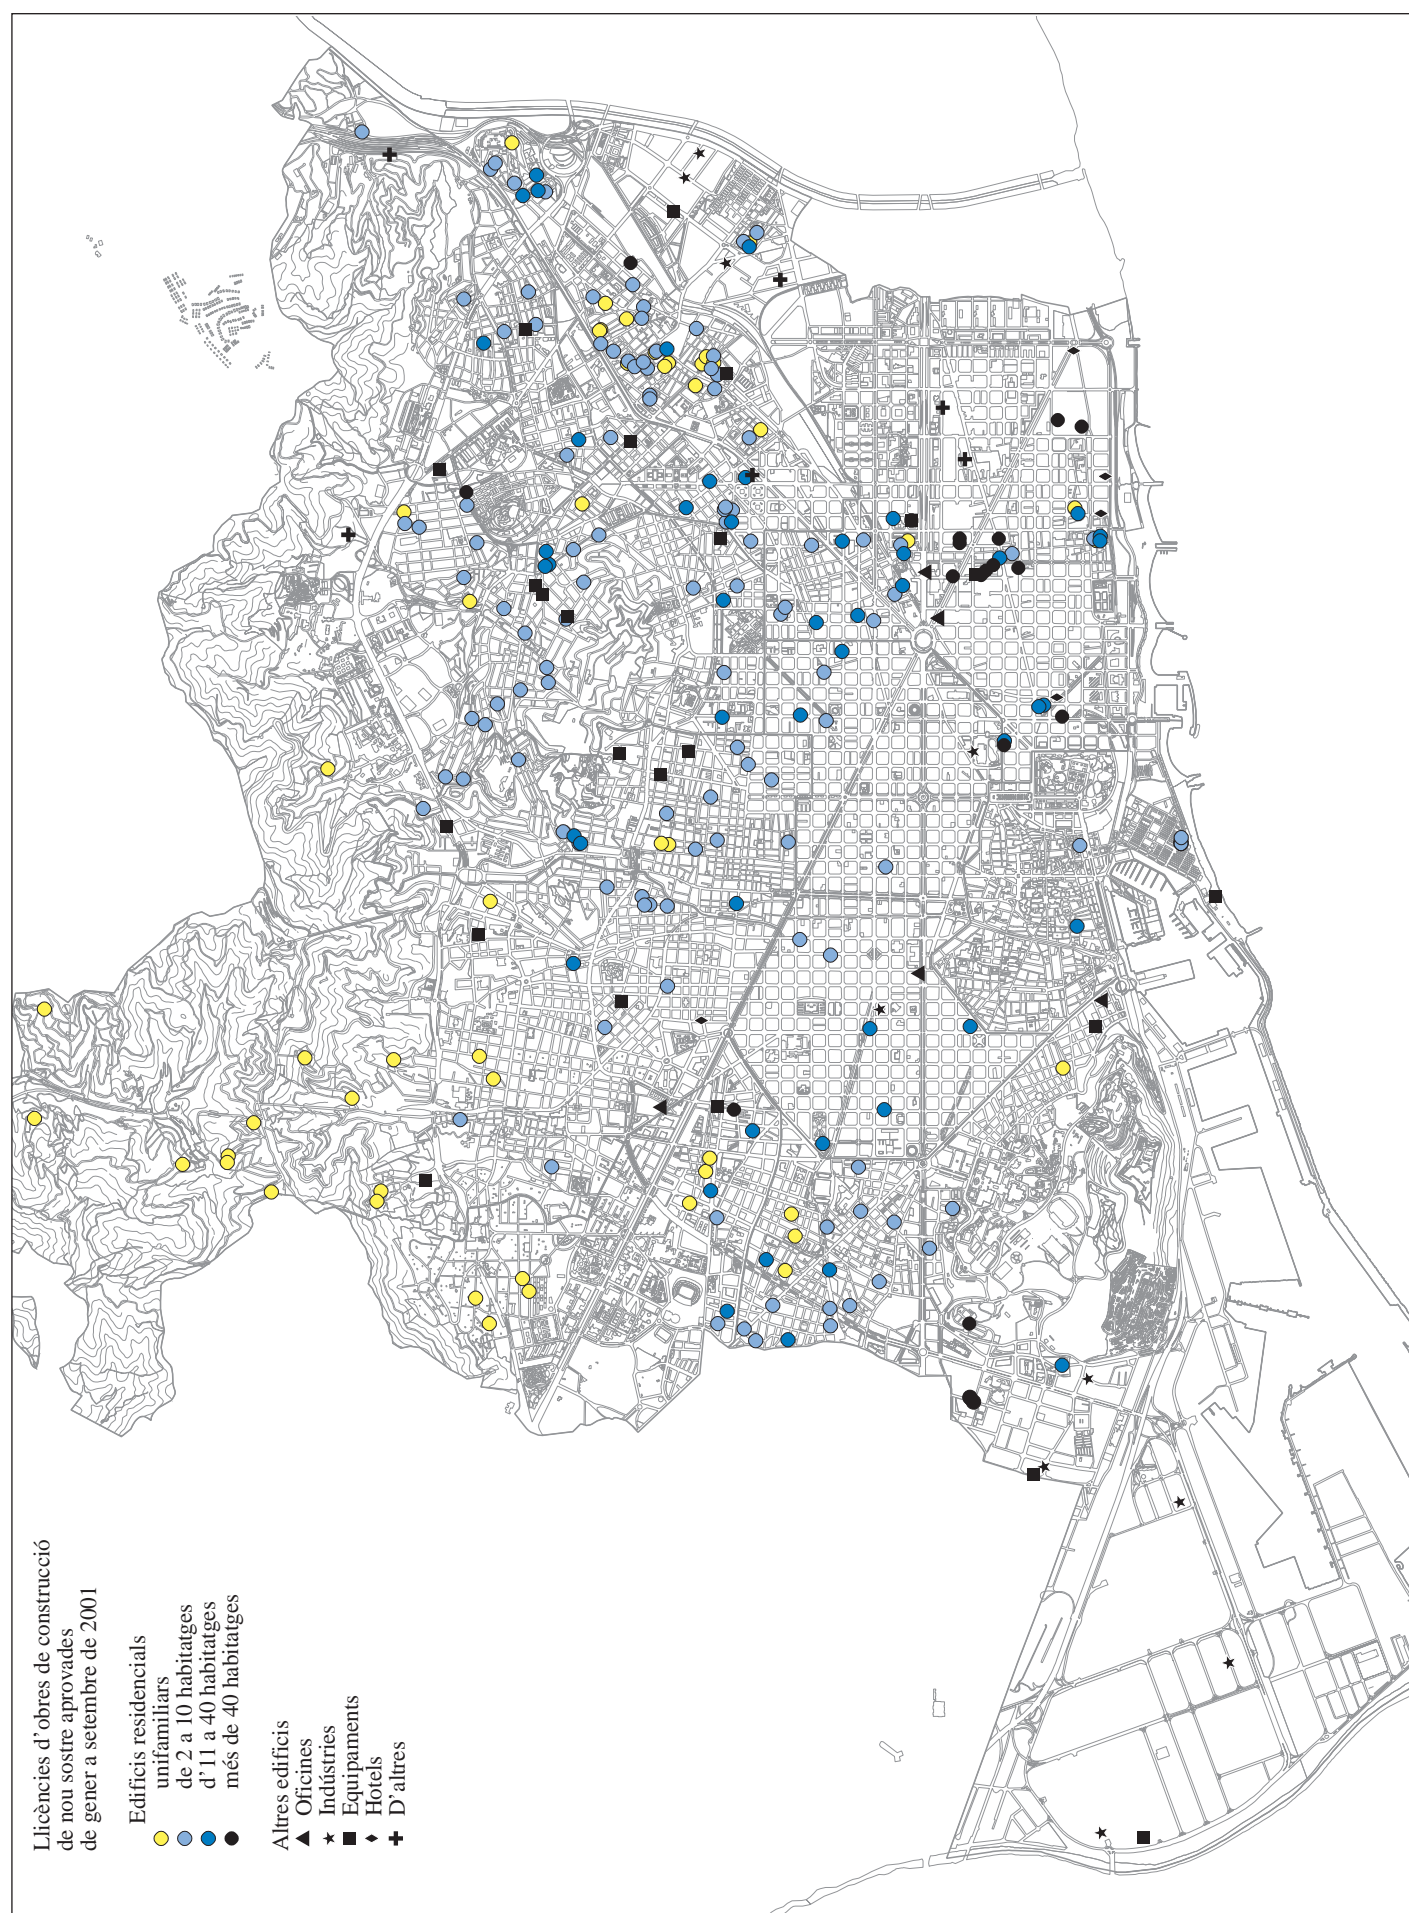 Llicències d'obres de construcció
de nou sostre aprovades
de gener a setembre de 2001
Edificis residencials
unifamiliars
de 2 a 10 habitatges
d'11 a 40 habitatges
més de 40 habitatges
Altres edificis
Oficines
Indústries
Equipaments
Hotels
D'altres